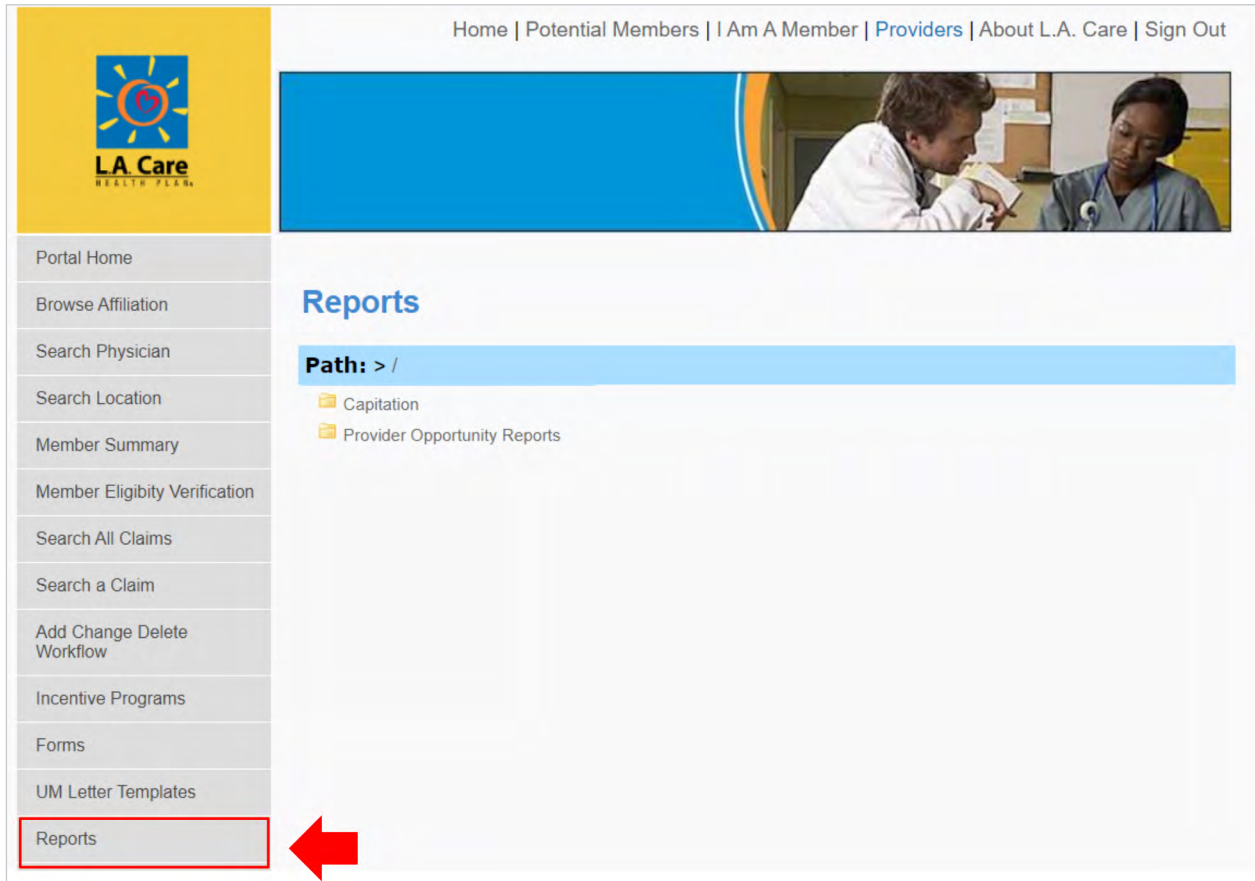 Home | Potential Members | I Am A Member | Providers | About L.A. Care | Sign Out
L.A. Care
HEALTH PLAN®
Portal Home
Browse Affiliation
Search Physician
Search Location
Member Summary
Member Eligibity Verification
Search All Claims
Search a Claim
Add Change Delete
Workflow
Incentive Programs
Forms
UM Letter Templates
Reports
Reports
Path: > /
Capitation
Provider Opportunity Reports